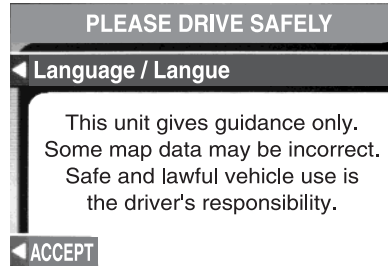 PLEASE DRIVE SAFELY
Language / Langue
This unit gives guidance only.
Some map data may be incorrect.
Safe and lawful vehicle use is
the driver's responsibility.
ACCEPT